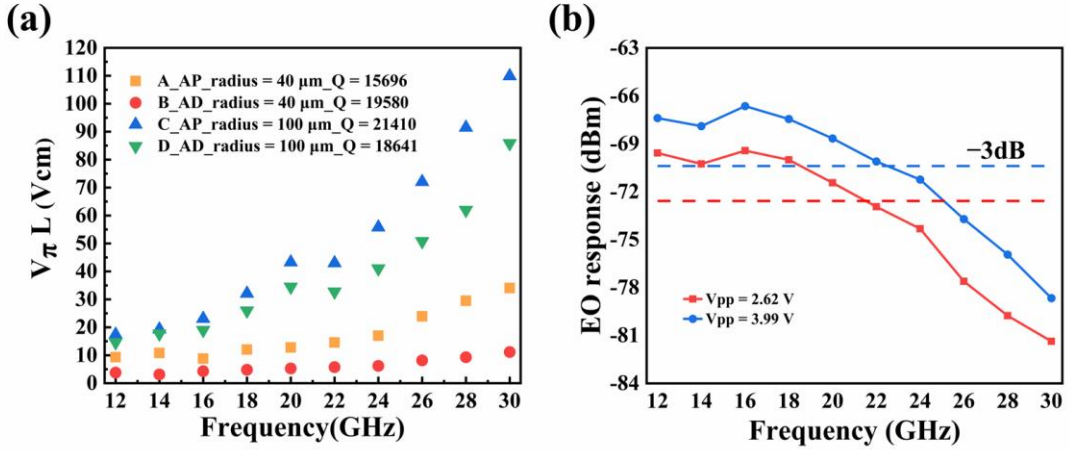 (a)
120
110
100
90
80
70
60
50
40
30
20
10
0
VπL (Vcm)
A_AP_radius = 40 μm_Q = 15696
B_AD_radius = 40 μm_Q = 19580
C_AP_radius = 100 μm_Q = 21410
D_AD_radius = 100 μm_Q = 18641
12 14 16 18 20 22 24 26 28 30
Frequency(GHz)
(b)
-63
-66
-69
-72
-75
-78
-81
-84
EO response (dBm)
−3dB
Vpp = 2.62 V
Vpp = 3.99 V
12 14 16 18 20 22 24 26 28 30
Frequency (GHz)